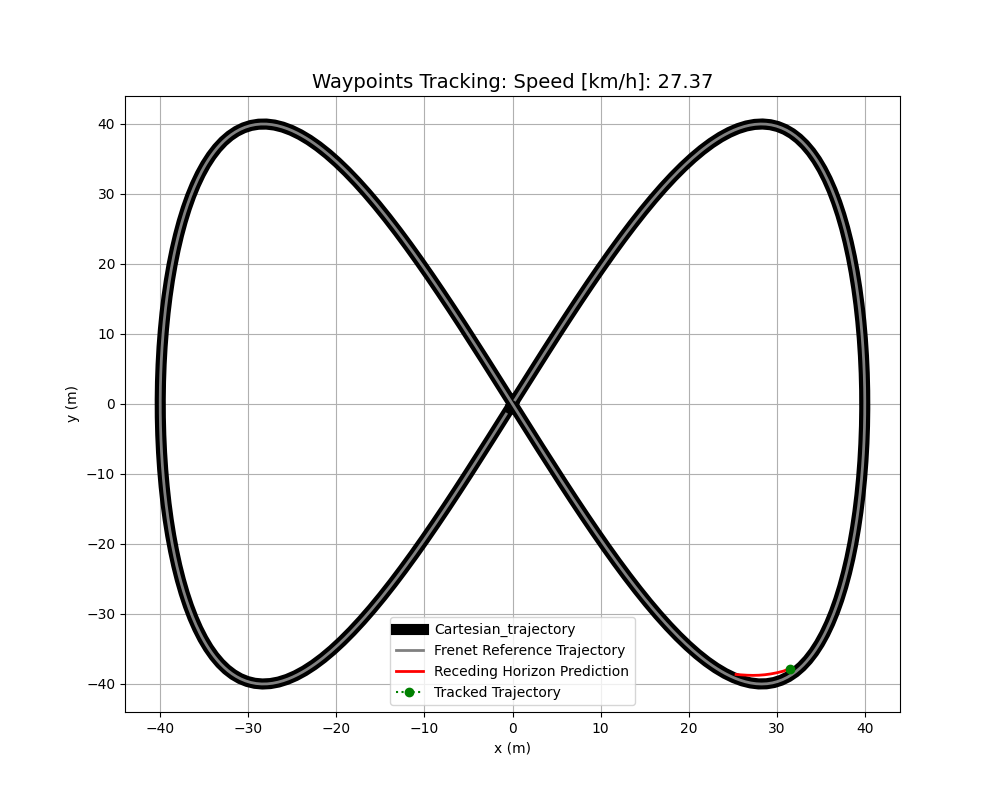 Waypoints Tracking: Speed [km/h]: 27.37
y (m)
40
30
20
10
0
−10
−20
−30
−40
Cartesian_trajectory
Frenet Reference Trajectory
Receding Horizon Prediction
Tracked Trajectory
−40 −30 −20 −10 0 10 20 30 40
x (m)